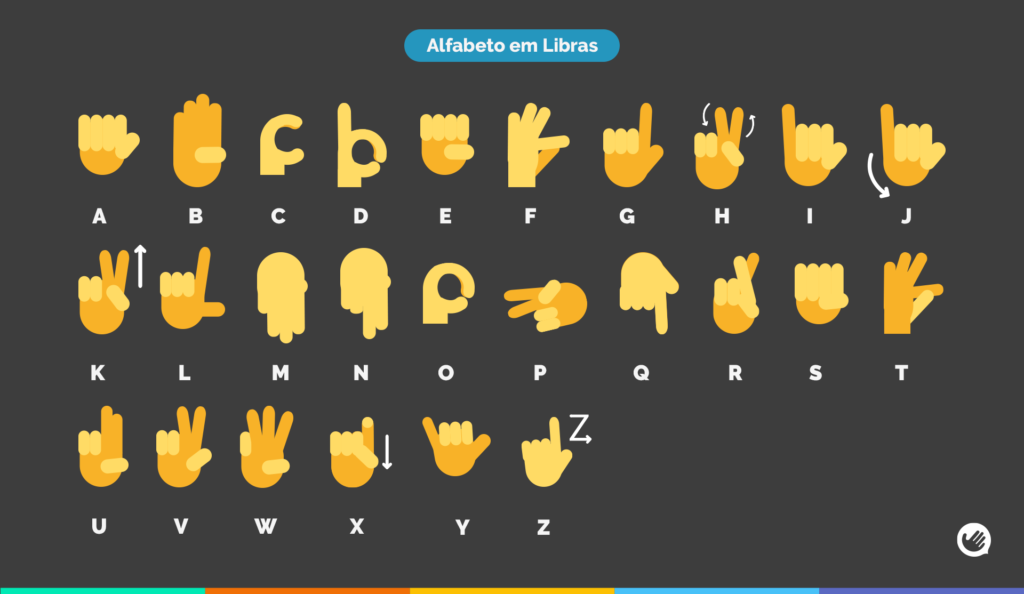 Alfabeto em Libras
A B C D E F G H I J
K L M N O P Q R S T
U V W X Y Z
Z